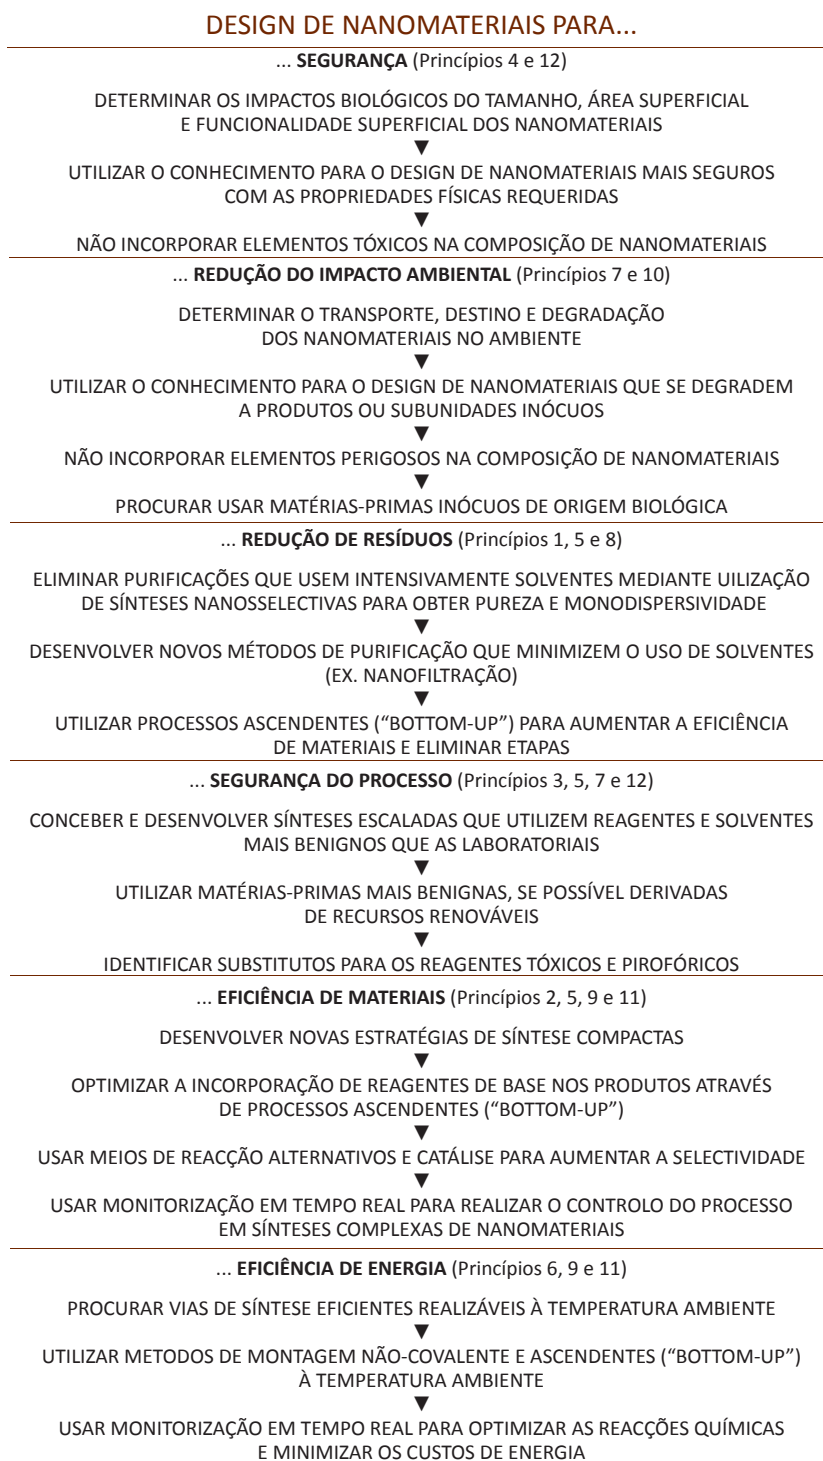 DESIGN DE NANOMATERIAIS PARA...
... SEGURANÇA (Princípios 4 e 12)
DETERMINAR OS IMPACTOS BIOLÓGICOS DO TAMANHO, ÁREA SUPERFICIAL
E FUNCIONALIDADE SUPERFICIAL DOS NANOMATERIAIS
▼
UTILIZAR O CONHECIMENTO PARA O DESIGN DE NANOMATERIAIS MAIS SEGUROS
COM AS PROPRIEDADES FÍSICAS REQUERIDAS
▼
NÃO INCORPORAR ELEMENTOS TÓXICOS NA COMPOSIÇÃO DE NANOMATERIAIS
... REDUÇÃO DO IMPACTO AMBIENTAL (Princípios 7 e 10)
DETERMINAR O TRANSPORTE, DESTINO E DEGRADAÇÃO
DOS NANOMATERIAIS NO AMBIENTE
▼
UTILIZAR O CONHECIMENTO PARA O DESIGN DE NANOMATERIAIS QUE SE DEGRADEM
A PRODUTOS OU SUBUNIDADES INÓCUOS
▼
NÃO INCORPORAR ELEMENTOS PERIGOSOS NA COMPOSIÇÃO DE NANOMATERIAIS
▼
PROCURAR USAR MATÉRIAS-PRIMAS INÓCUOS DE ORIGEM BIOLÓGICA
... REDUÇÃO DE RESÍDUOS (Princípios 1, 5 e 8)
ELIMINAR PURIFICAÇÕES QUE USEM INTENSIVAMENTE SOLVENTES MEDIANTE UILIZAÇÃO
DE SÍNTESES NANOSSELECTIVAS PARA OBTER PUREZA E MONODISPERSIVIDADE
▼
DESENVOLVER NOVOS MÉTODOS DE PURIFICAÇÃO QUE MINIMIZEM O USO DE SOLVENTES
(EX. NANOFILTRAÇÃO)
▼
UTILIZAR PROCESSOS ASCENDENTES (“BOTTOM-UP”) PARA AUMENTAR A EFICIÊNCIA
DE MATERIAIS E ELIMINAR ETAPAS
... SEGURANÇA DO PROCESSO (Princípios 3, 5, 7 e 12)
CONCEBER E DESENVOLVER SÍNTESES ESCALADAS QUE UTILIZEM REAGENTES E SOLVENTES
MAIS BENIGNOS QUE AS LABORATORIAIS
▼
UTILIZAR MATÉRIAS-PRIMAS MAIS BENIGNAS, SE POSSÍVEL DERIVADAS
DE RECURSOS RENOVÁVEIS
▼
IDENTIFICAR SUBSTITUTOS PARA OS REAGENTES TÓXICOS E PIROFÓRICOS
... EFICIÊNCIA DE MATERIAIS (Princípios 2, 5, 9 e 11)
DESENVOLVER NOVAS ESTRATÉGIAS DE SÍNTESE COMPACTAS
▼
OPTIMIZAR A INCORPORAÇÃO DE REAGENTES DE BASE NOS PRODUTOS ATRAVÉS
DE PROCESSOS ASCENDENTES (“BOTTOM-UP”)
▼
USAR MEIOS DE REACÇÃO ALTERNATIVOS E CATÁLISE PARA AUMENTAR A SELECTIVIDADE
▼
USAR MONITORIZAÇÃO EM TEMPO REAL PARA REALIZAR O CONTROLO DO PROCESSO
EM SÍNTESES COMPLEXAS DE NANOMATERIAIS
... EFICIÊNCIA DE ENERGIA (Princípios 6, 9 e 11)
PROCURAR VIAS DE SÍNTESE EFICIENTES REALIZÁVEIS À TEMPERATURA AMBIENTE
▼
UTILIZAR METODOS DE MONTAGEM NÃO-COVALENTE E ASCENDENTES (“BOTTOM-UP”)
À TEMPERATURA AMBIENTE
▼
USAR MONITORIZAÇÃO EM TEMPO REAL PARA OPTIMIZAR AS REACÇÕES QUÍMICAS
E MINIMIZAR OS CUSTOS DE ENERGIA